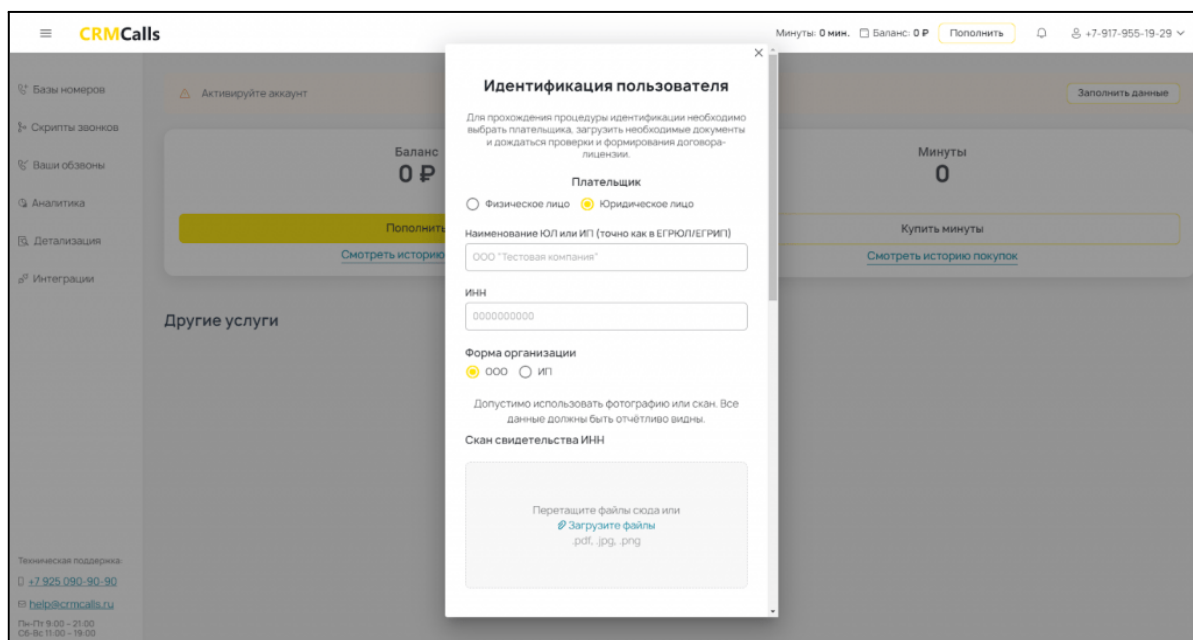 CRMCalls
Минуты: 0 мин. Баланс: 0 ₽ Пополнить +7-917-955-19-29
Базы номеров
Скрипты звонков
Ваши обзвоны
Аналитика
Детализация
Интеграции
Активируйте аккаунт
Заполнить данные
Баланс
0 ₽
Пополнить
Смотреть историю
Минуты
0
Купить минуты
Смотреть историю покупок
Другие услуги
Идентификация пользователя
Для прохождения процедуры идентификации необходимо
выбрать плательщика, загрузить необходимые документы
и дождаться проверки и формирования договора-
лицензии.
Плательщик
Физическое лицо Юридическое лицо
Наименование ЮЛ или ИП (точно как в ЕГРЮЛ/ЕГРИП)
ООО "Тестовая компания"
ИНН
0000000000
Форма организации
ООО ИП
Допустимо использовать фотографию или скан. Все
данные должны быть отчётливо видны.
Скан свидетельства ИНН
Перетащите файлы сюда или
Загрузите файлы
.pdf, .jpg, .png
Техническая поддержка:
+7 925 090-90-90
help@crmcalls.ru
Пн-Пт 9:00 - 21:00
Сб-Вс 11:00 - 19:00